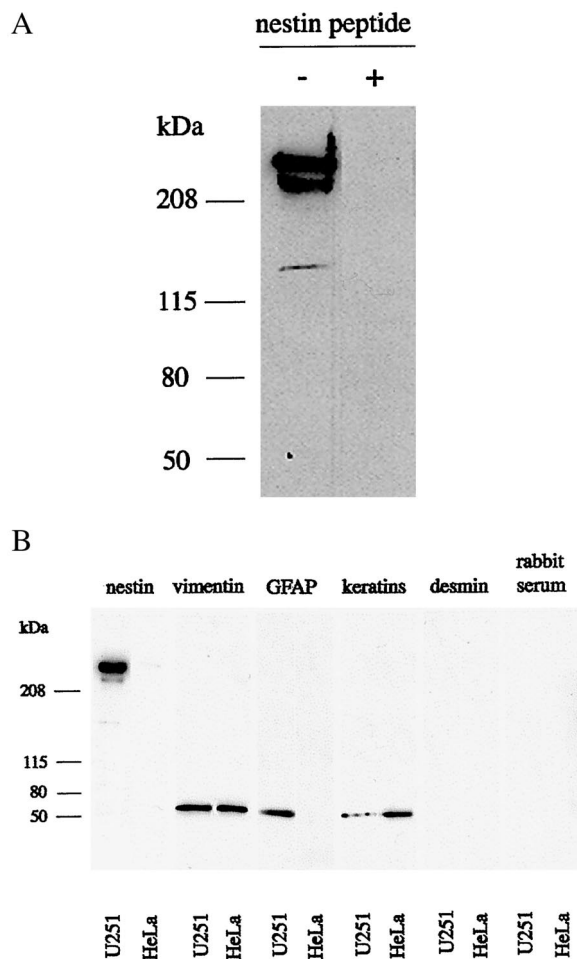 A
nestin peptide
- +
kDa
208
115
80
50
B
nestin vimentin GFAP keratins desmin rabbit serum
kDa
208
115
80
50
U251 HeLa U251 HeLa U251 HeLa U251 HeLa U251 HeLa U251 HeLa